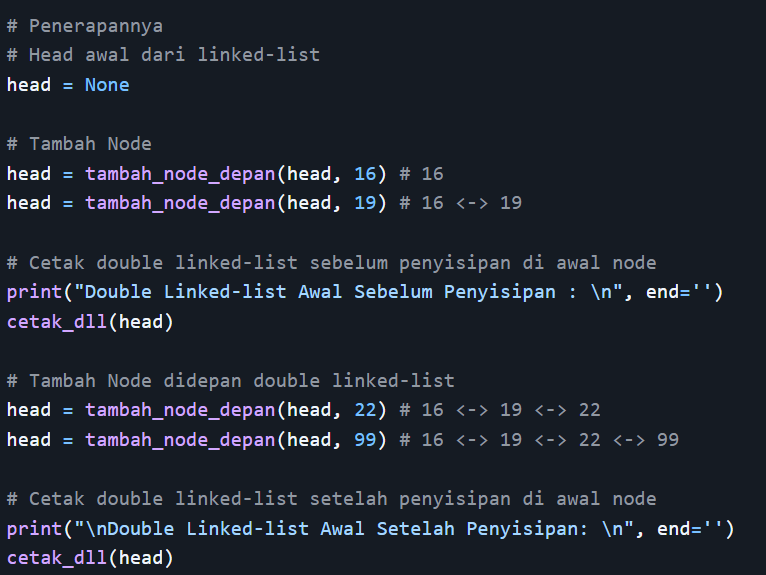 # Penerapannya
# Head awal dari linked-list
head = None
# Tambah Node
head = tambah_node_depan(head, 16) # 16
head = tambah_node_depan(head, 19) # 16 <-> 19
# Cetak double linked-list sebelum penyisipan di awal node
print("Double Linked-list Awal Sebelum Penyisipan : \n", end='')
cetak_dll(head)
# Tambah Node didepan double linked-list
head = tambah_node_depan(head, 22) # 16 <-> 19 <-> 22
head = tambah_node_depan(head, 99) # 16 <-> 19 <-> 22 <-> 99
# Cetak double linked-list setelah penyisipan di awal node
print("\nDouble Linked-list Awal Setelah Penyisipan: \n", end='')
cetak_dll(head)